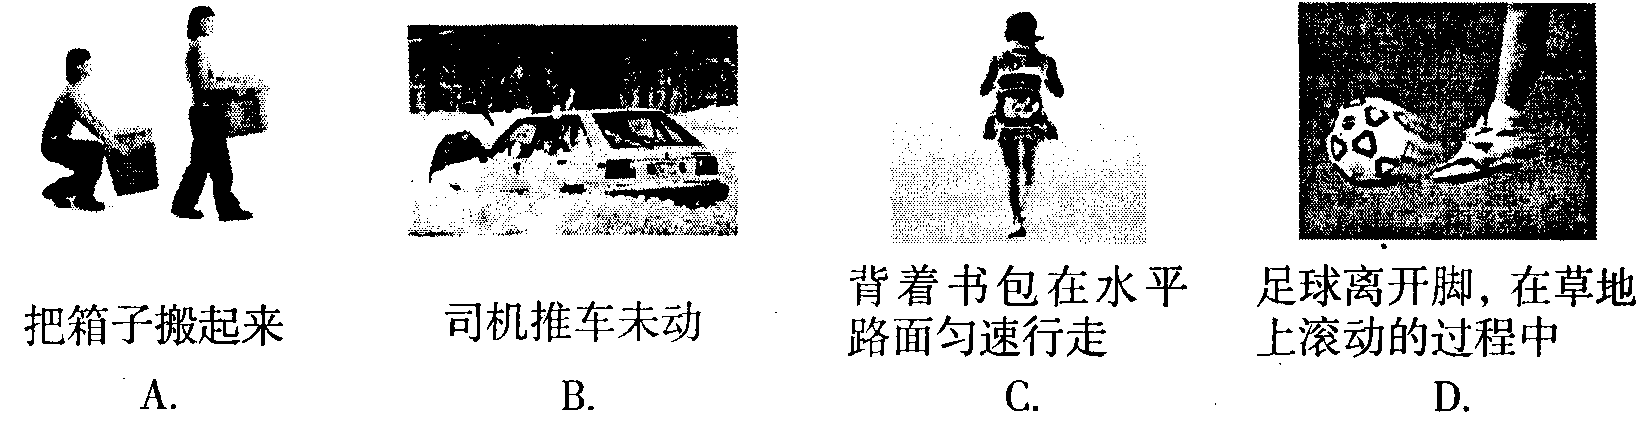 把箱子搬起来
A.
司机推车未动
B.
背着书包在水平
路面匀速行走
C.
足球离开脚，在草地
上滚动的过程中
D.